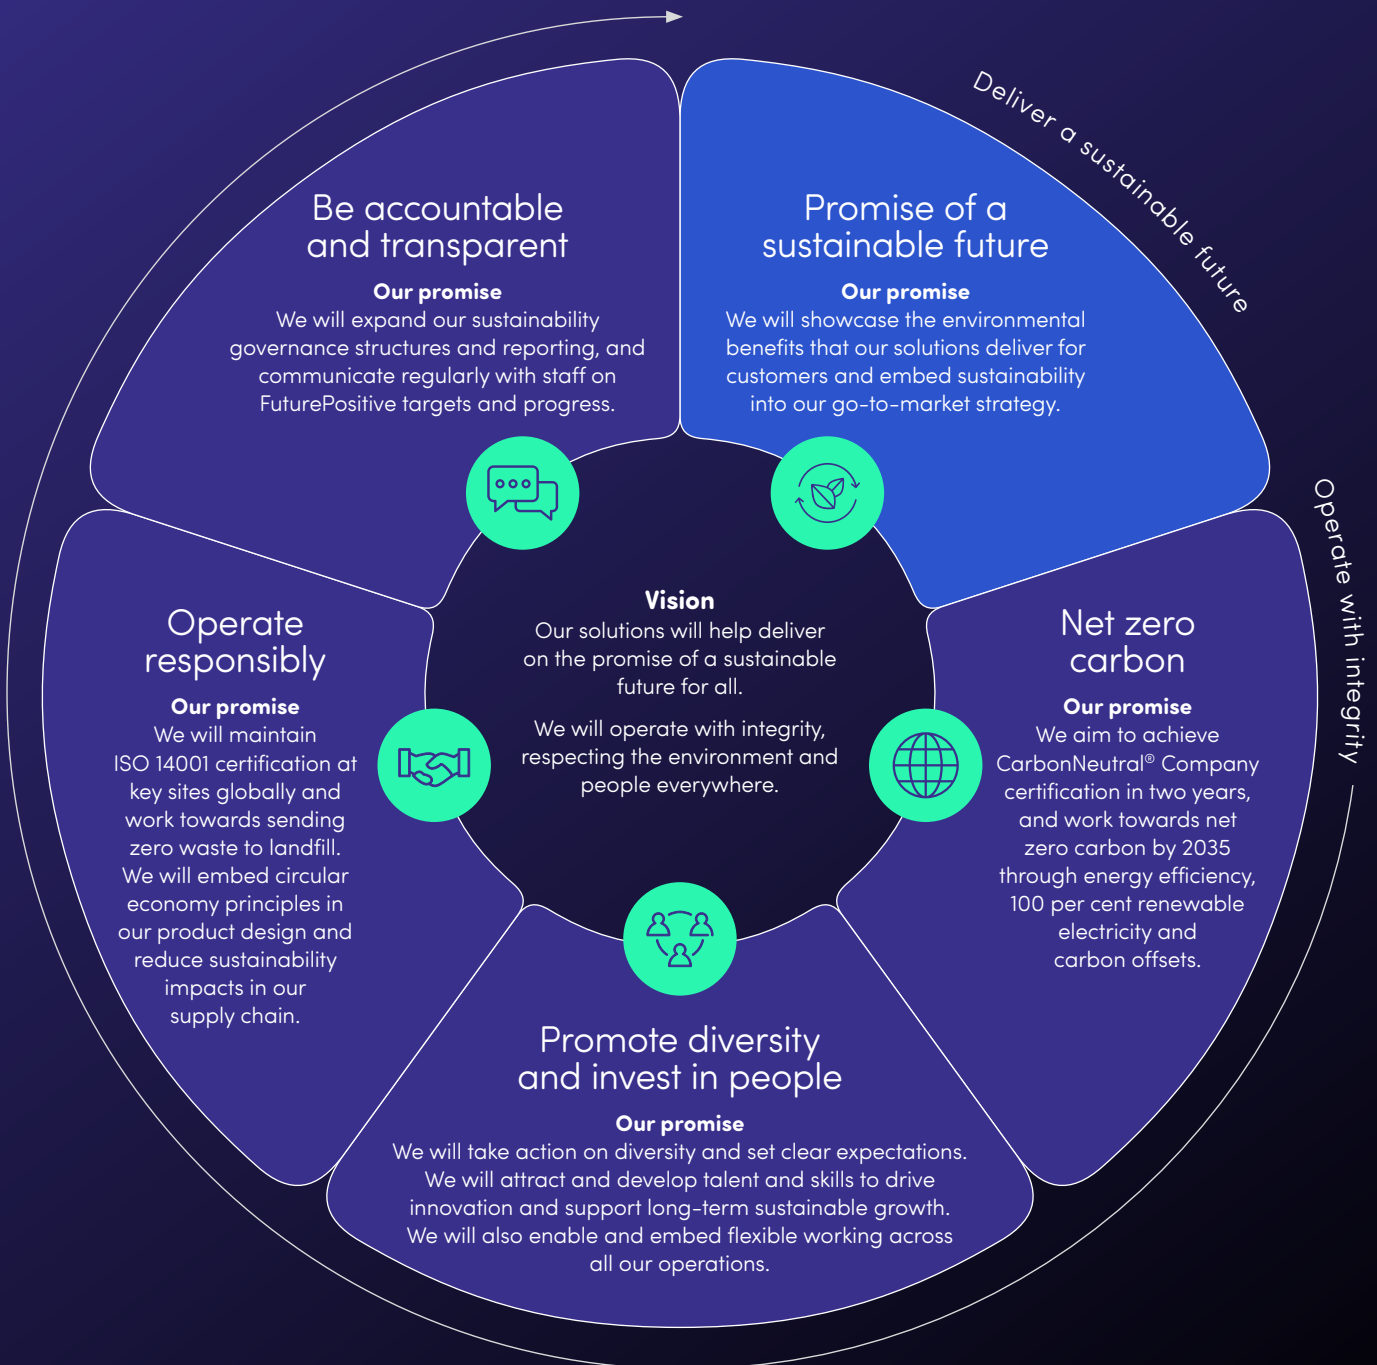 Deliver a sustainable future
Be accountable
and transparent
Our promise
We will expand our sustainability
governance structures and reporting, and
communicate regularly with staff on
FuturePositive targets and progress.
Promise of a
sustainable future
Our promise
We will showcase the environmental
benefits that our solutions deliver for
customers and embed sustainability
into our go-to-market strategy.
Operate with integrity
Vision
Our solutions will help deliver
on the promise of a sustainable
future for all.
We will operate with integrity,
respecting the environment and
people everywhere.
Operate
responsibly
Our promise
We will maintain
ISO 14001 certification at
key sites globally and
work towards sending
zero waste to landfill.
We will embed circular
economy principles in
our product design and
reduce sustainability
impacts in our
supply chain.
Net zero
carbon
Our promise
We aim to achieve
CarbonNeutral® Company
certification in two years,
and work towards net
zero carbon by 2035
through energy efficiency,
100 per cent renewable
electricity and
carbon offsets.
Promote diversity
and invest in people
Our promise
We will take action on diversity and set clear expectations.
We will attract and develop talent and skills to drive
innovation and support long-term sustainable growth.
We will also enable and embed flexible working across
all our operations.